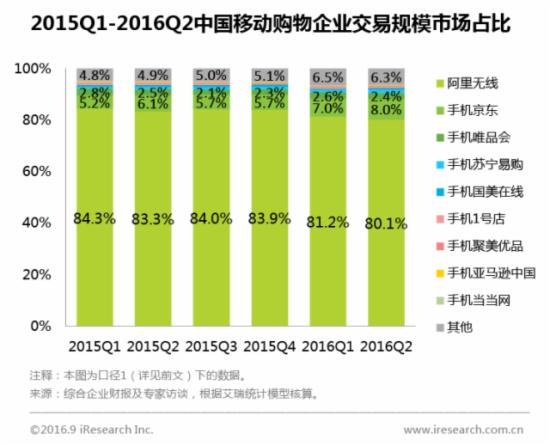 2015Q1-2016Q2中国移动购物企业交易规模市场占比
100%
80%
60%
40%
20%
0%
4.8% 4.9% 5.0% 5.1% 6.5% 6.3%
2.8% 2.5% 2.1% 2.3% 2.6% 2.4%
5.2% 6.1% 5.7% 5.7% 7.0% 8.0%
84.3% 83.3% 84.0% 83.9% 81.2% 80.1%
2015Q1 2015Q2 2015Q3 2015Q4 2016Q1 2016Q2
阿里无线
手机京东
手机唯品会
手机苏宁易购
手机国美在线
手机1号店
手机聚美优品
手机亚马逊中国
手机当当网
其他
注释：本图为口径1（详见前文）下的数据。
来源：综合企业财报及专家访谈，根据艾瑞统计模型核算。
©2016.9 iResearch Inc.
www.iresearch.com.cn